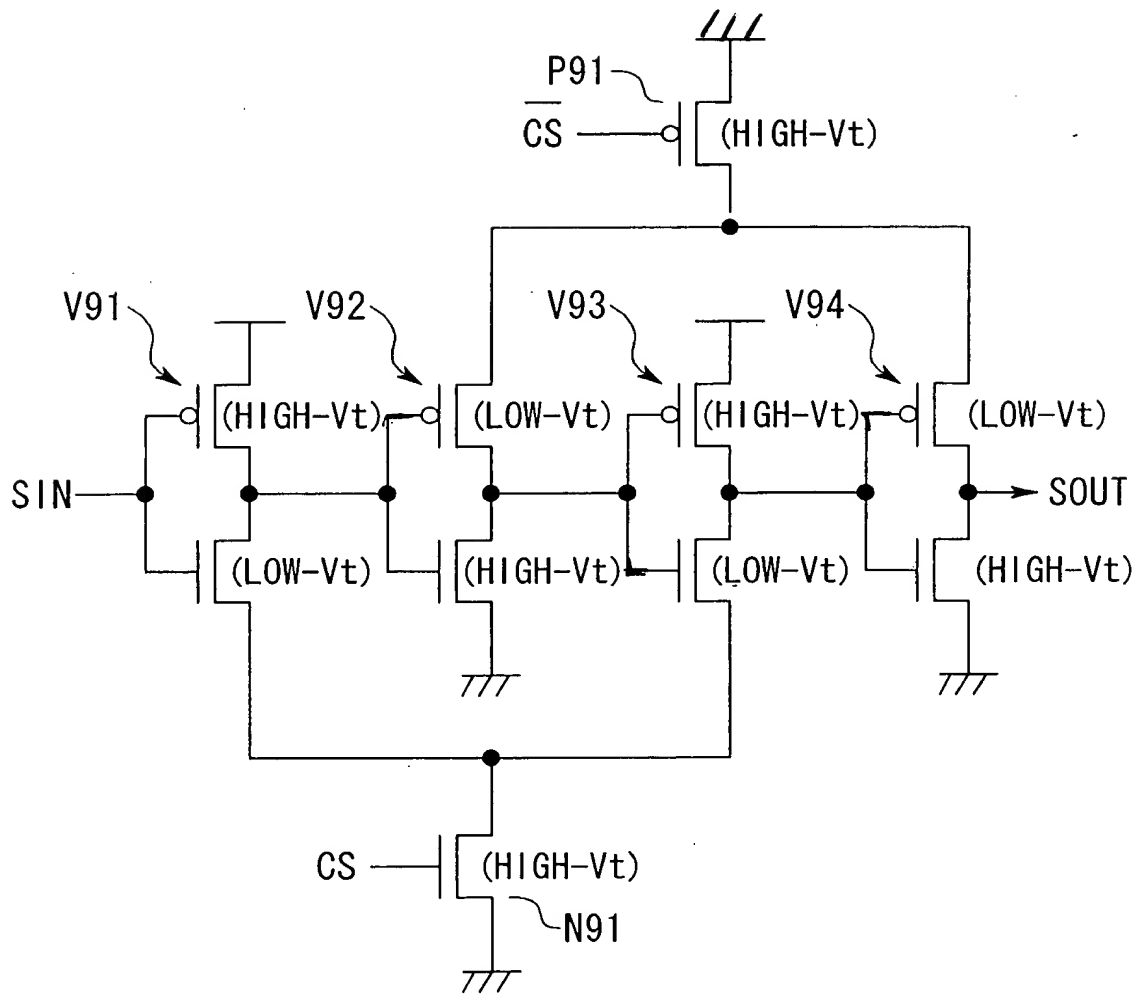 P91
C̅S̅ (HIGH-Vt)
V91 V92 V93 V94
(HIGH-Vt) (LOW-Vt) (HIGH-Vt) (LOW-Vt)
SIN SOUT
(LOW-Vt) (HIGH-Vt) (LOW-Vt) (HIGH-Vt)
CS (HIGH-Vt)
N91